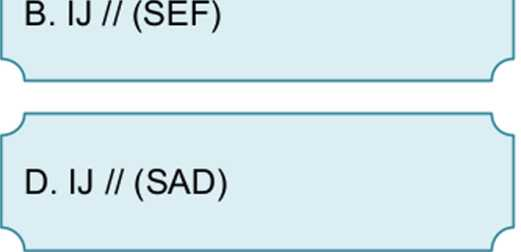 B. IJ // (SEF)
D. IJ // (SAD)